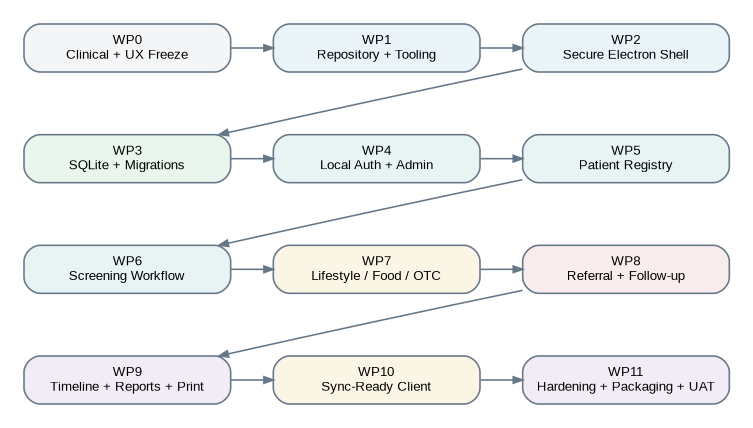 WP0
Clinical + UX Freeze
WP1
Repository + Tooling
WP2
Secure Electron Shell
WP3
SQLite + Migrations
WP4
Local Auth + Admin
WP5
Patient Registry
WP6
Screening Workflow
WP7
Lifestyle / Food / OTC
WP8
Referral + Follow-up
WP9
Timeline + Reports + Print
WP10
Sync-Ready Client
WP11
Hardening + Packaging + UAT